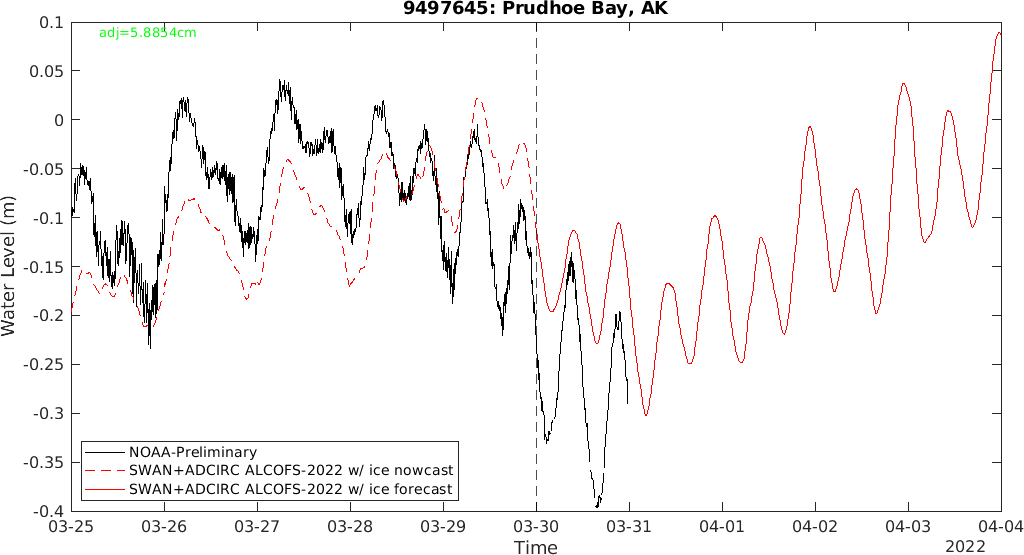 9497645: Prudhoe Bay, AK
adj=5.8854cm
0.1
0.05
0
-0.05
-0.1
-0.15
-0.2
-0.25
-0.3
-0.35
-0.4
Water Level (m)
NOAA-Preliminary
SWAN+ADCIRC ALCOFS-2022 w/ ice nowcast
SWAN+ADCIRC ALCOFS-2022 w/ ice forecast
03-25 03-26 03-27 03-28 03-29 03-30 03-31 04-01 04-02 04-03 04-04
Time
2022